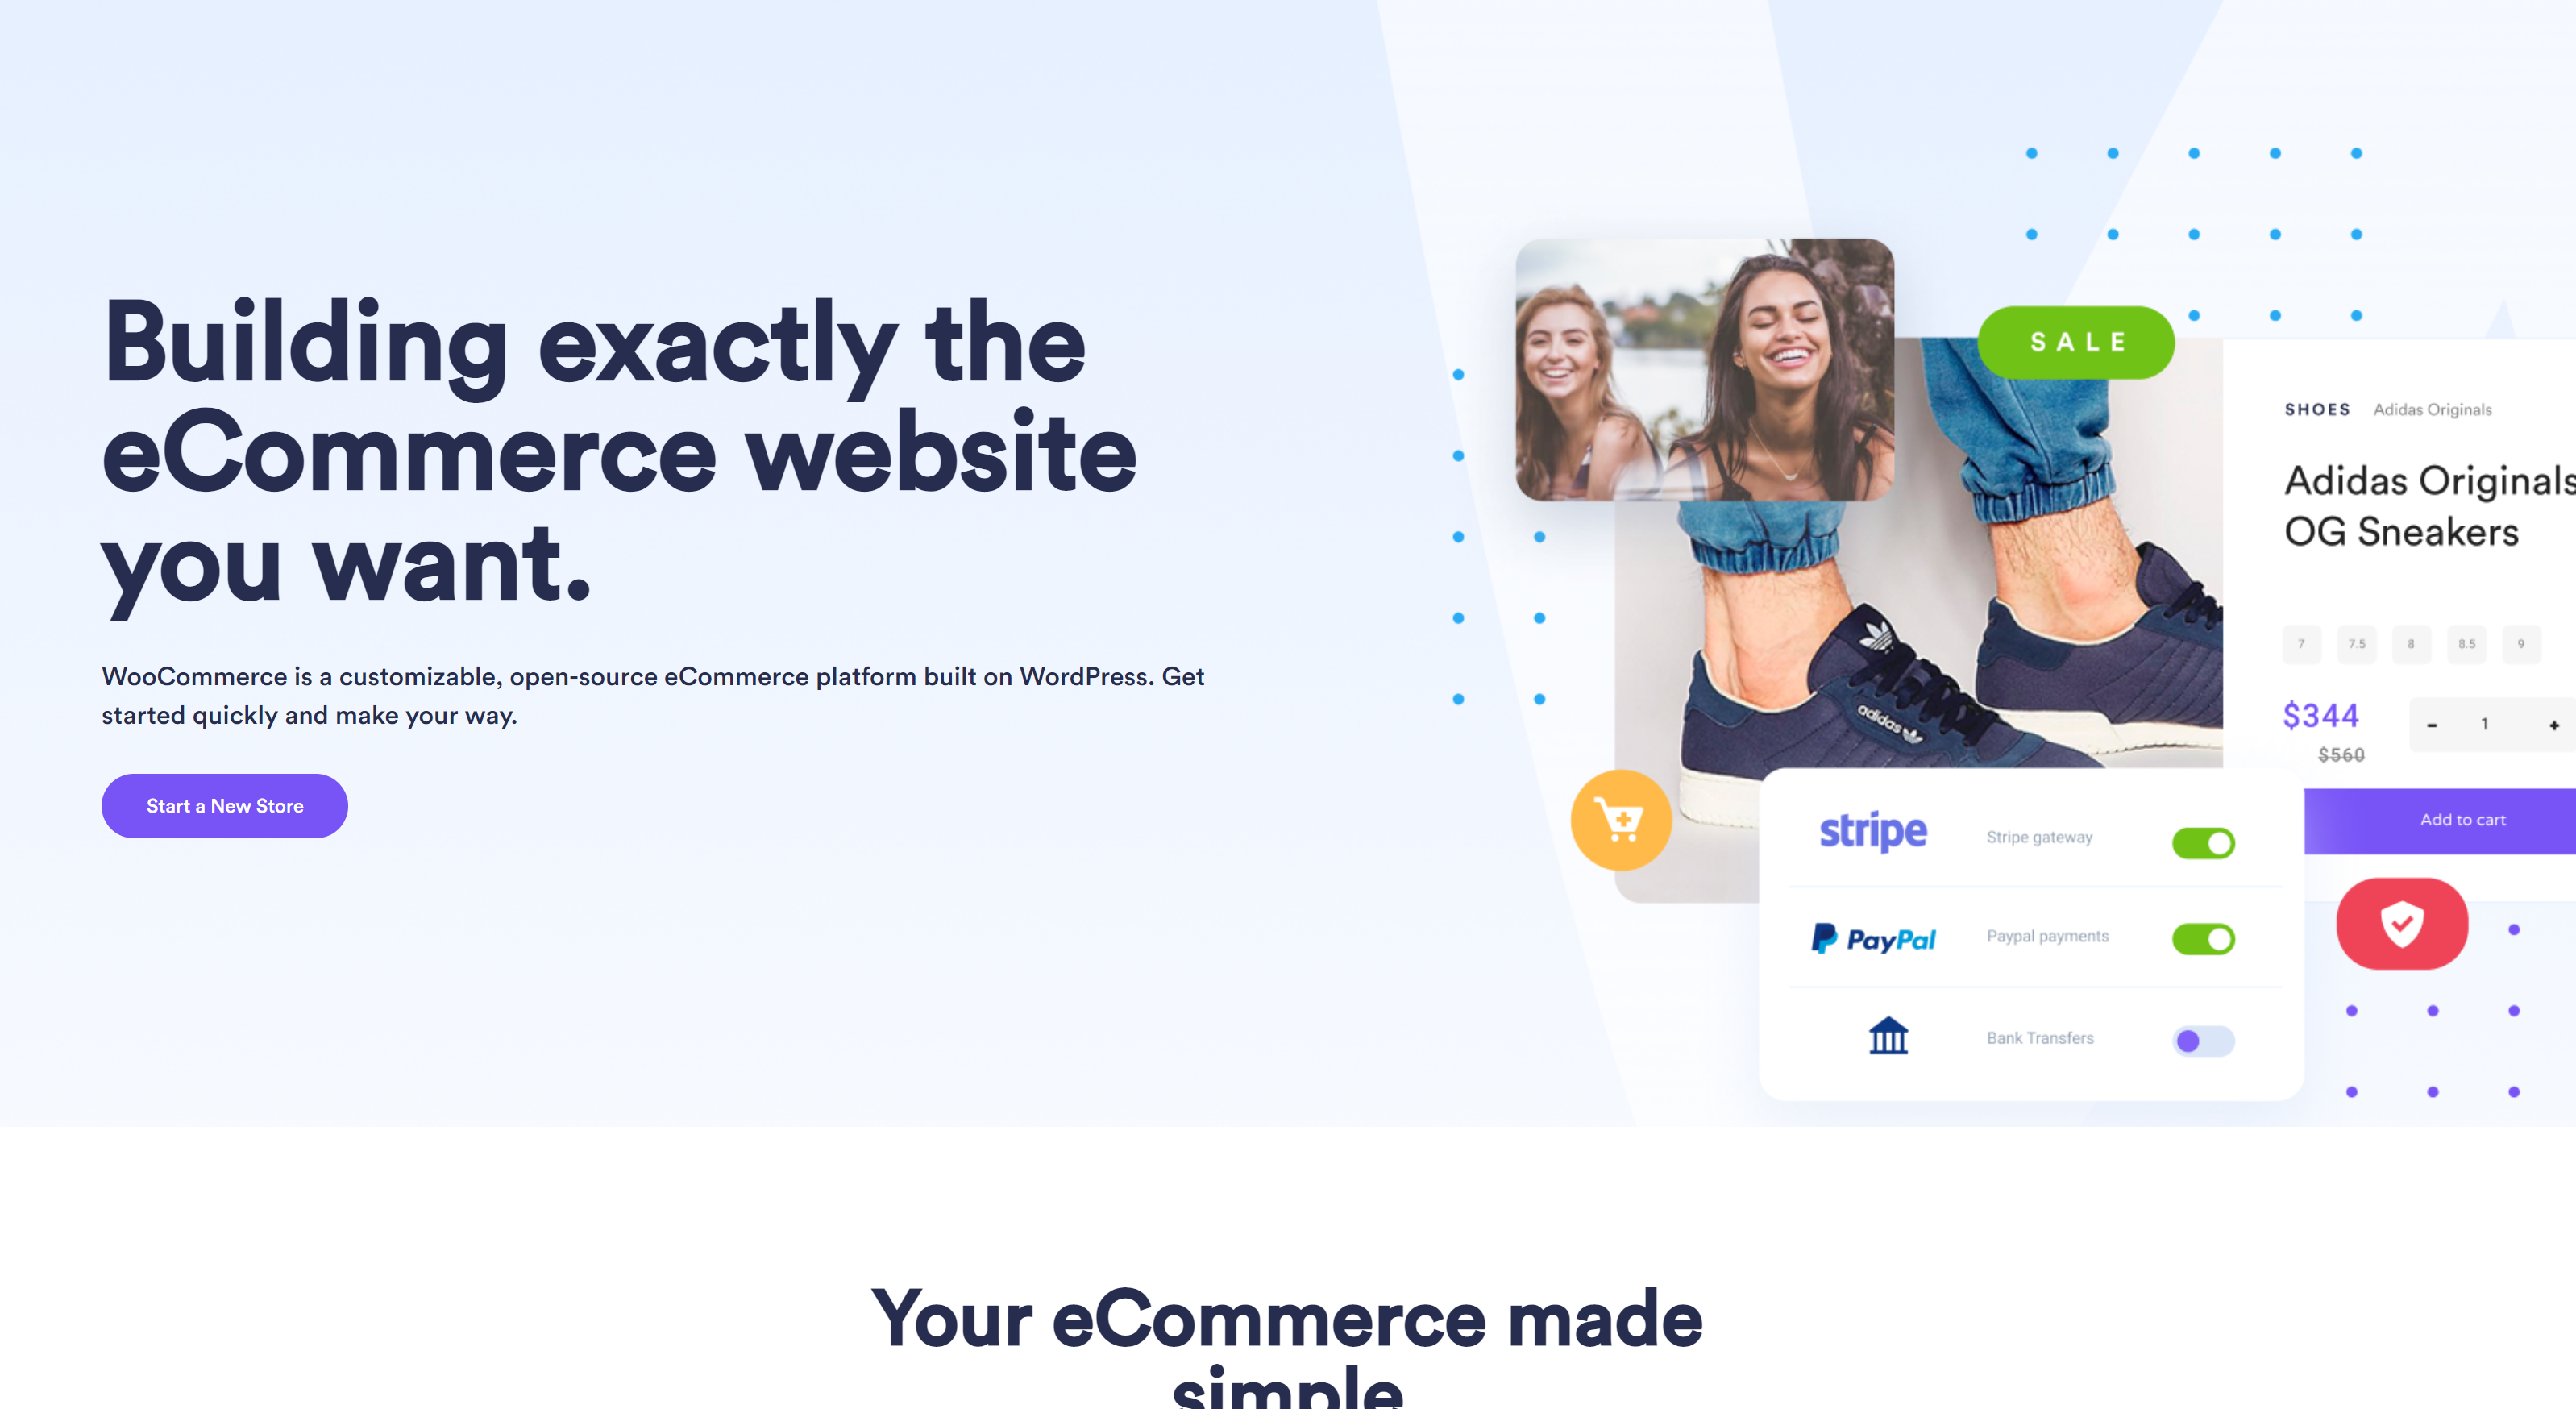 Building exactly the
eCommerce website
you want.
WooCommerce is a customizable, open-source eCommerce platform built on WordPress. Get
started quickly and make your way.
Start a New Store
SALE
SHOES Adidas Originals
Adidas Originals
OG Sneakers
7 7.5 8 8.5 9
$344 - 1 +
$560
Add to cart
adidas
stripe Stripe gateway
PayPal Paypal payments
Bank Transfers
Your eCommerce made
simple